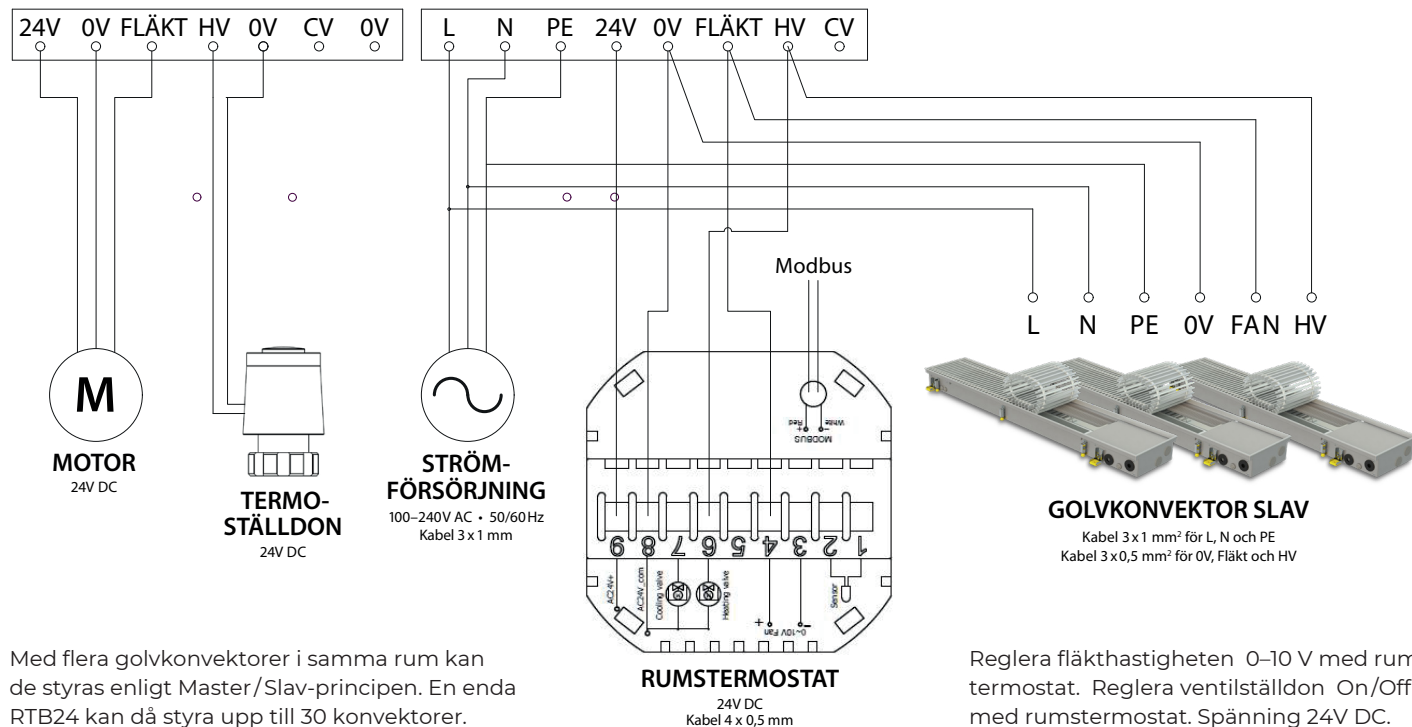 24V 0V FLÄKT HV 0V CV 0V
L N PE 24V 0V FLÄKT HV CV
Modbus
L N PE 0V FAN HV
M
MOTOR
24V DC
TERMO-
STÄLLDON
24V DC
STRÖM-
FÖRSÖRJNING
100–240V AC • 50/60 Hz
Kabel 3 x 1 mm
Red + – White
MODBUS
9 8 7 6 5 4 3 2 1
AC24V+
AC24V_com
Cooling valve
Heating valve
+ –
0~10V Fan
Sensor
RUMSTERMOSTAT
24V DC
Kabel 4 x 0,5 mm
GOLVKONVEKTOR SLAV
Kabel 3 x 1 mm² för L, N och PE
Kabel 3 x 0,5 mm² för 0V, Fläkt och HV
Med flera golvkonvektorer i samma rum kan
de styras enligt Master/Slav-principen. En enda
RTB24 kan då styra upp till 30 konvektorer.
Reglera fläkthastigheten 0–10 V med rum
termostat. Reglera ventilställdon On/Off
med rumstermostat. Spänning 24V DC.